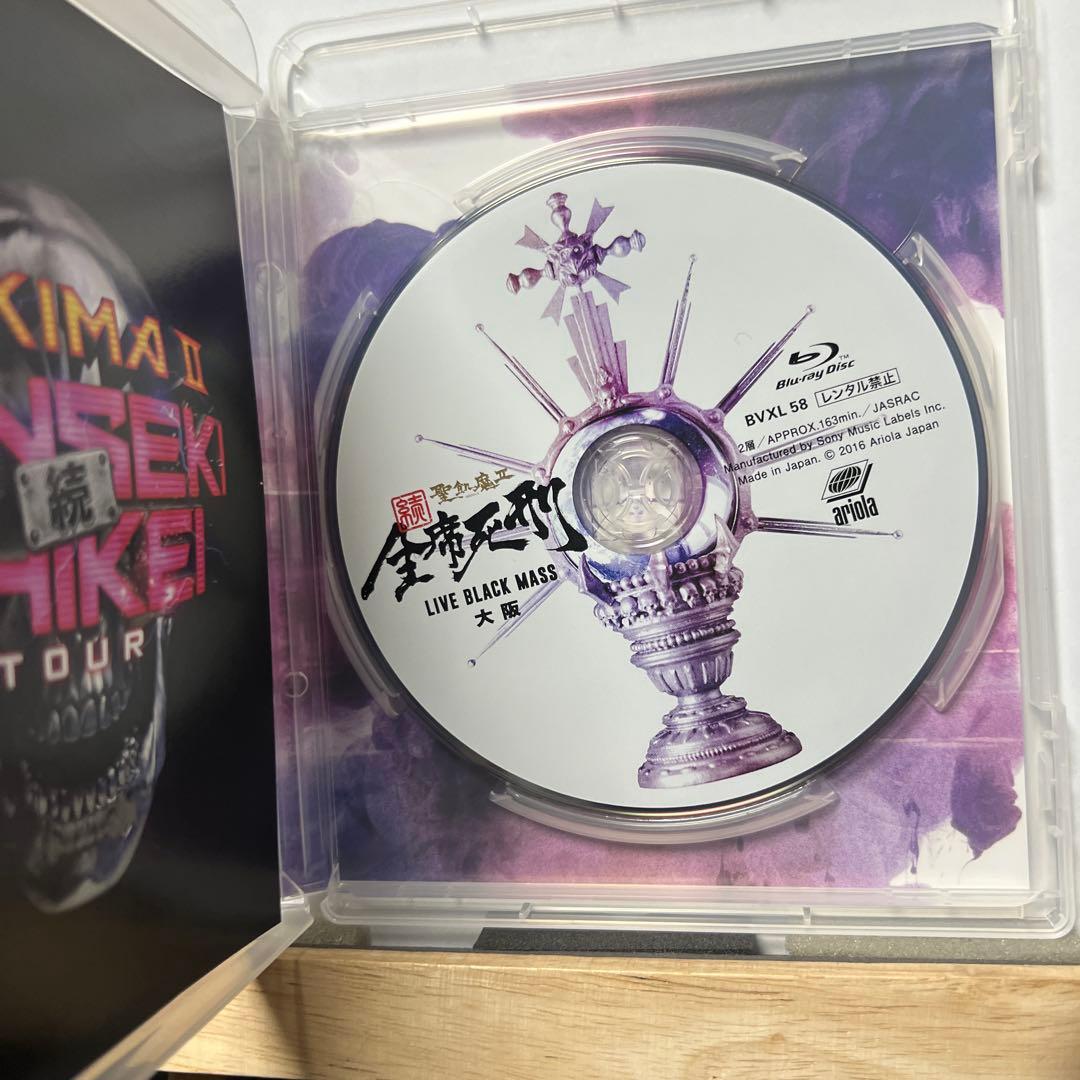 KIMA II
NSEKI
続
HIKEI
TOUR
Blu-ray Disc™
BVXL 58 レンタル禁止
2層/APPROX.163min./JASRAC
Manufactured by Sony Music Labels Inc.
Made in Japan. © 2016 Ariola Japan
ariola
聖飢魔II
続
全席死刑
LIVE BLACK MASS
大阪